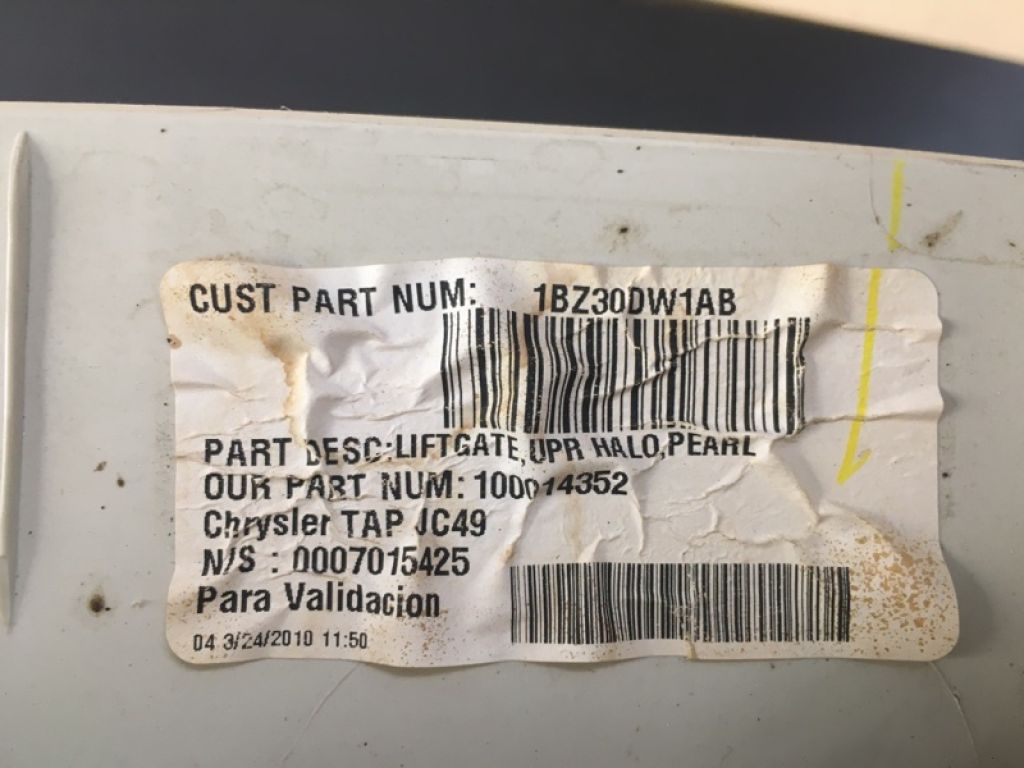 CUST PART NUM: 1BZ30DW1AB
PART DESC:LIFTGATE,UPR HALO,PEARL
OUR PART NUM: 100014352
Chrysler TAP JC49
N/S : 0007015425
Para Validacion
04 3/24/2010 11:50